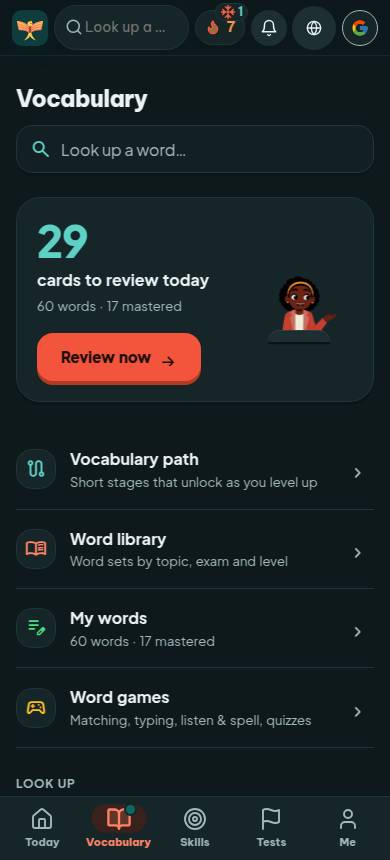 Look up a ...
1
7
Vocabulary
Look up a word...
29
cards to review today
60 words · 17 mastered
Review now →
Vocabulary path
Short stages that unlock as you level up
Word library
Word sets by topic, exam and level
My words
60 words · 17 mastered
Word games
Matching, typing, listen & spell, quizzes
LOOK UP
Today Vocabulary Skills Tests Me